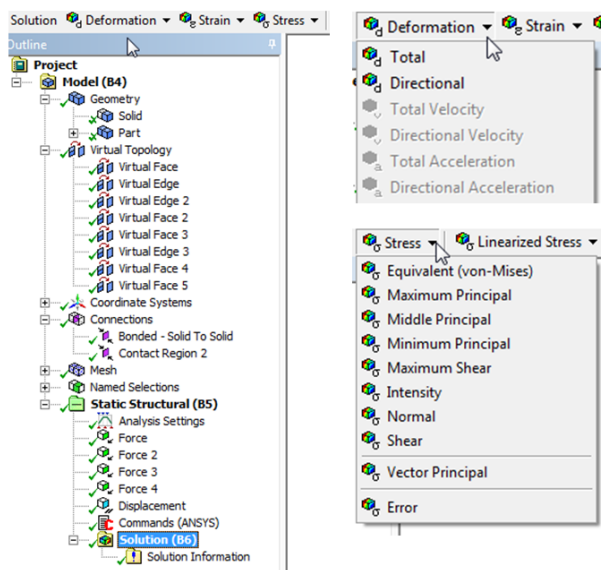 Solution Deformation Strain Stress
Outline
Project
Model (B4)
Geometry
Solid
Part
Virtual Topology
Virtual Face
Virtual Edge
Virtual Edge 2
Virtual Face 2
Virtual Face 3
Virtual Edge 3
Virtual Face 4
Virtual Face 5
Coordinate Systems
Connections
Bonded - Solid To Solid
Contact Region 2
Mesh
Named Selections
Static Structural (B5)
Analysis Settings
Force
Force 2
Force 3
Force 4
Displacement
Commands (ANSYS)
Solution (B6)
Solution Information
Deformation Strain
Total
Directional
Total Velocity
Directional Velocity
Total Acceleration
Directional Acceleration
Stress Linearized Stress
Equivalent (von-Mises)
Maximum Principal
Middle Principal
Minimum Principal
Maximum Shear
Intensity
Normal
Shear
Vector Principal
Error